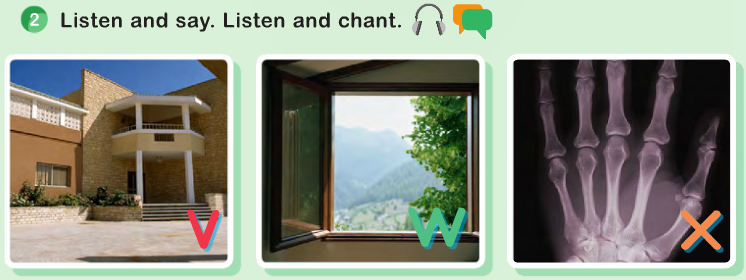 2 Listen and say. Listen and chant.
V W X